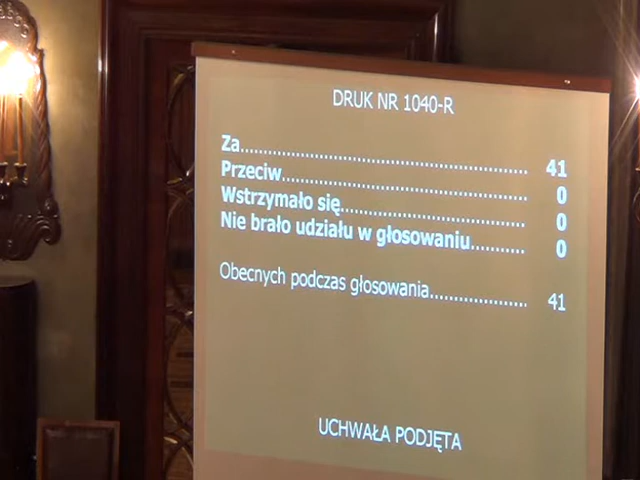 DRUK NR 1040-R
Za........................................................... 41
Przeciw.................................................. 0
Wstrzymało się..................................... 0
Nie brało udziału w głosowaniu........... 0
Obecnych podczas głosowania.................... 41
UCHWAŁA PODJĘTA